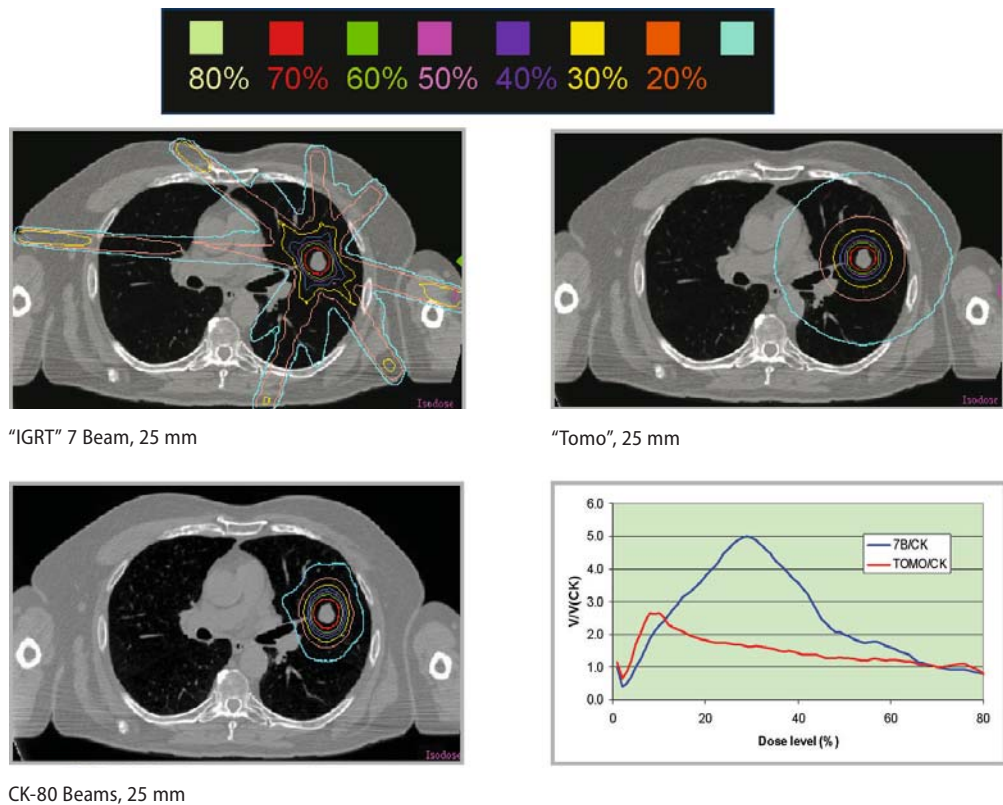 80% 70% 60% 50% 40% 30% 20%
Isodose
Isodose
"IGRT" 7 Beam, 25 mm
"Tomo", 25 mm
Isodose
CK-80 Beams, 25 mm
6.0
5.0
4.0
3.0
2.0
1.0
0.0
V/V(CK)
7B/CK
TOMO/CK
0 20 40 60 80
Dose level (%)